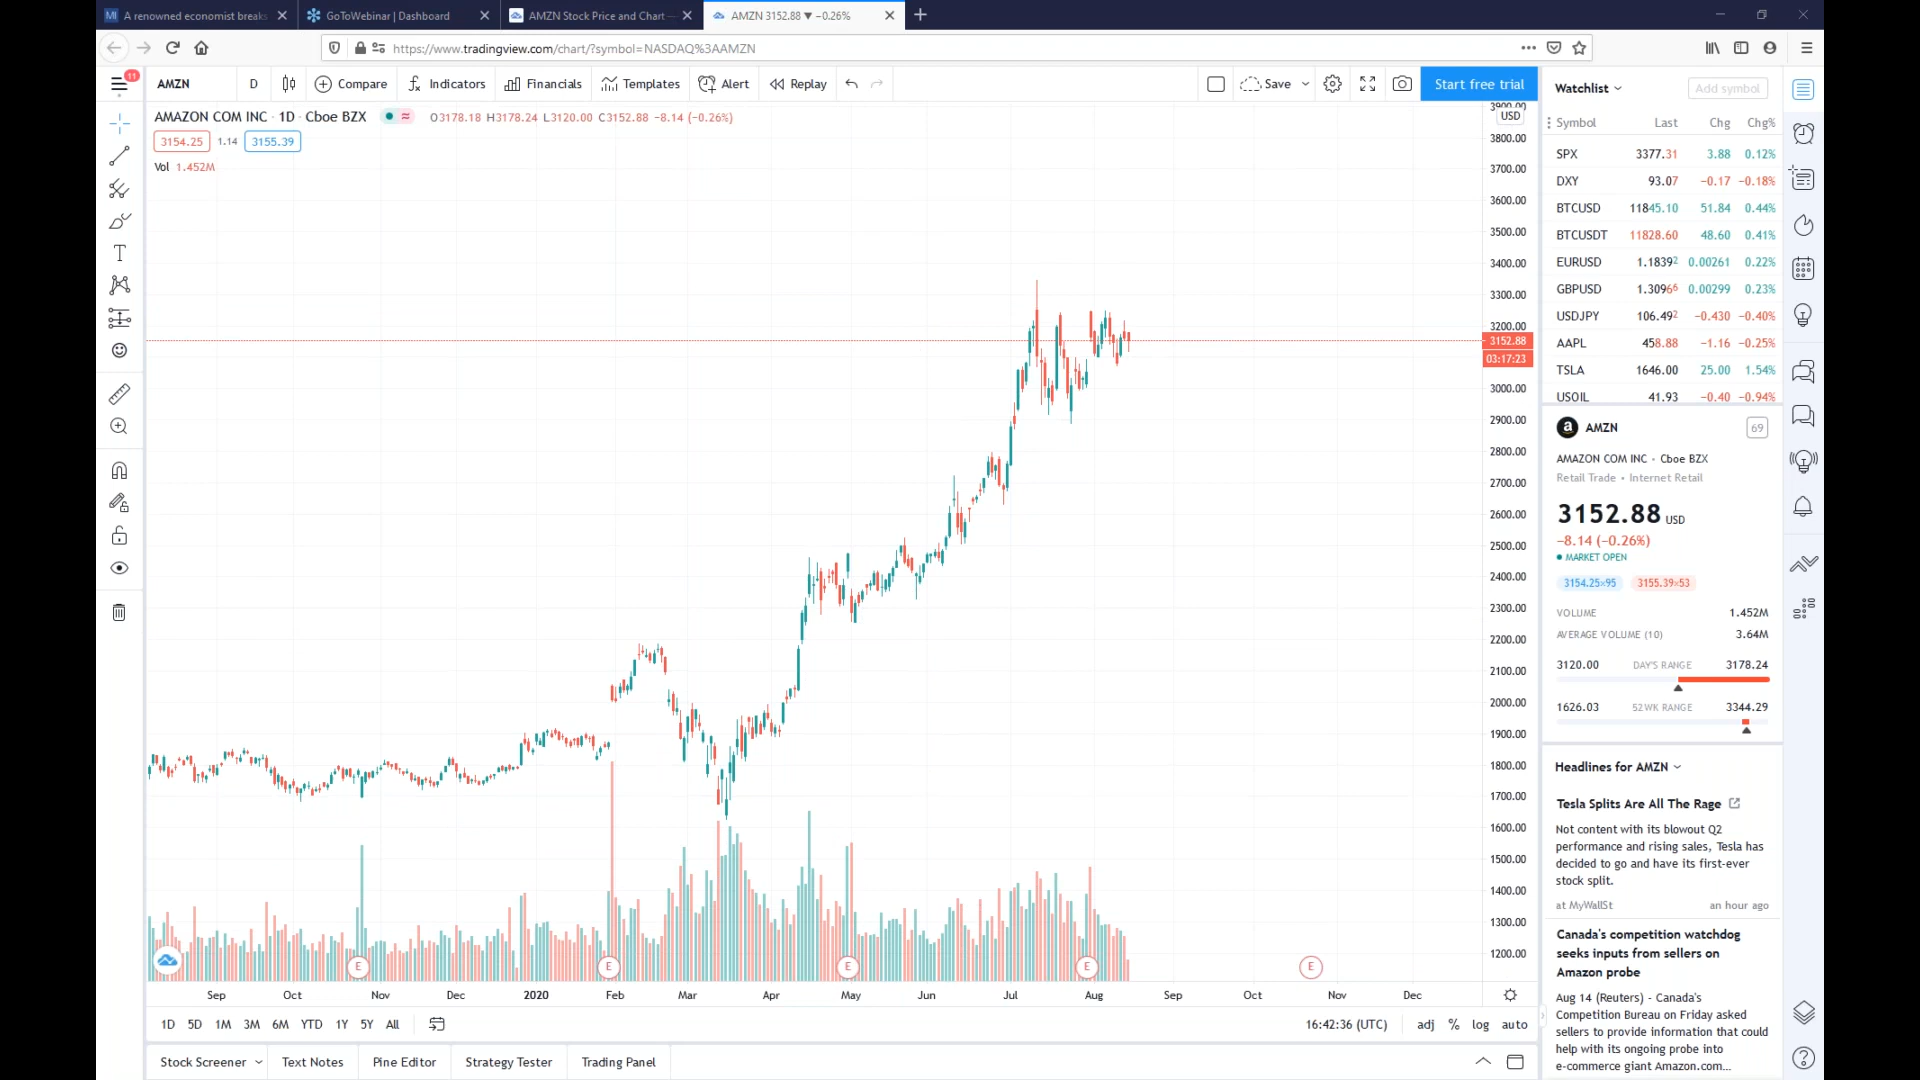 A renowned economist breaks
GoToWebinar | Dashboard
AMZN Stock Price and Chart
AMZN 3152.88 ▼ −0.26%
https://www.tradingview.com/chart/?symbol=NASDAQ%3AAMZN
11
AMZN
D
Compare
Indicators
Financials
Templates
Alert
Replay
Save
Start free trial
AMAZON COM INC · 1D · Cboe BZX
O3178.18 H3178.24 L3120.00 C3152.88 −8.14 (−0.26%)
3154.25 1.14 3155.39
Vol 1.452M
3900.00
USD
3800.00
3700.00
3600.00
3500.00
3400.00
3300.00
3200.00
3152.88
03:17:23
3000.00
2900.00
2800.00
2700.00
2600.00
2500.00
2400.00
2300.00
2200.00
2100.00
2000.00
1900.00
1800.00
1700.00
1600.00
1500.00
1400.00
1300.00
1200.00
E E E E E
Sep Oct Nov Dec 2020 Feb Mar Apr May Jun Jul Aug Sep Oct Nov Dec
1D 5D 1M 3M 6M YTD 1Y 5Y All
16:42:36 (UTC) adj % log auto
Stock Screener Text Notes Pine Editor Strategy Tester Trading Panel
Watchlist
Add symbol
Symbol Last Chg Chg%
SPX 3377.31 3.88 0.12%
DXY 93.07 −0.17 −0.18%
BTCUSD 11845.10 51.84 0.44%
BTCUSDT 11828.60 48.60 0.41%
EURUSD 1.18392 0.00261 0.22%
GBPUSD 1.30966 0.00299 0.23%
USDJPY 106.492 −0.430 −0.40%
AAPL 458.88 −1.16 −0.25%
TSLA 1646.00 25.00 1.54%
USOIL 41.93 −0.40 −0.94%
a AMZN 69
AMAZON COM INC · Cboe BZX
Retail Trade • Internet Retail
3152.88 USD
−8.14 (−0.26%)
MARKET OPEN
3154.25×95 3155.39×53
VOLUME 1.452M
AVERAGE VOLUME (10) 3.64M
3120.00 DAY'S RANGE 3178.24
1626.03 52WK RANGE 3344.29
Headlines for AMZN
Tesla Splits Are All The Rage
Not content with its blowout Q2
performance and rising sales, Tesla has
decided to go and have its first-ever
stock split.
at MyWallSt an hour ago
Canada's competition watchdog
seeks inputs from sellers on
Amazon probe
Aug 14 (Reuters) - Canada's
Competition Bureau on Friday asked
sellers to provide information that could
help with its ongoing probe into
e-commerce giant Amazon.com...